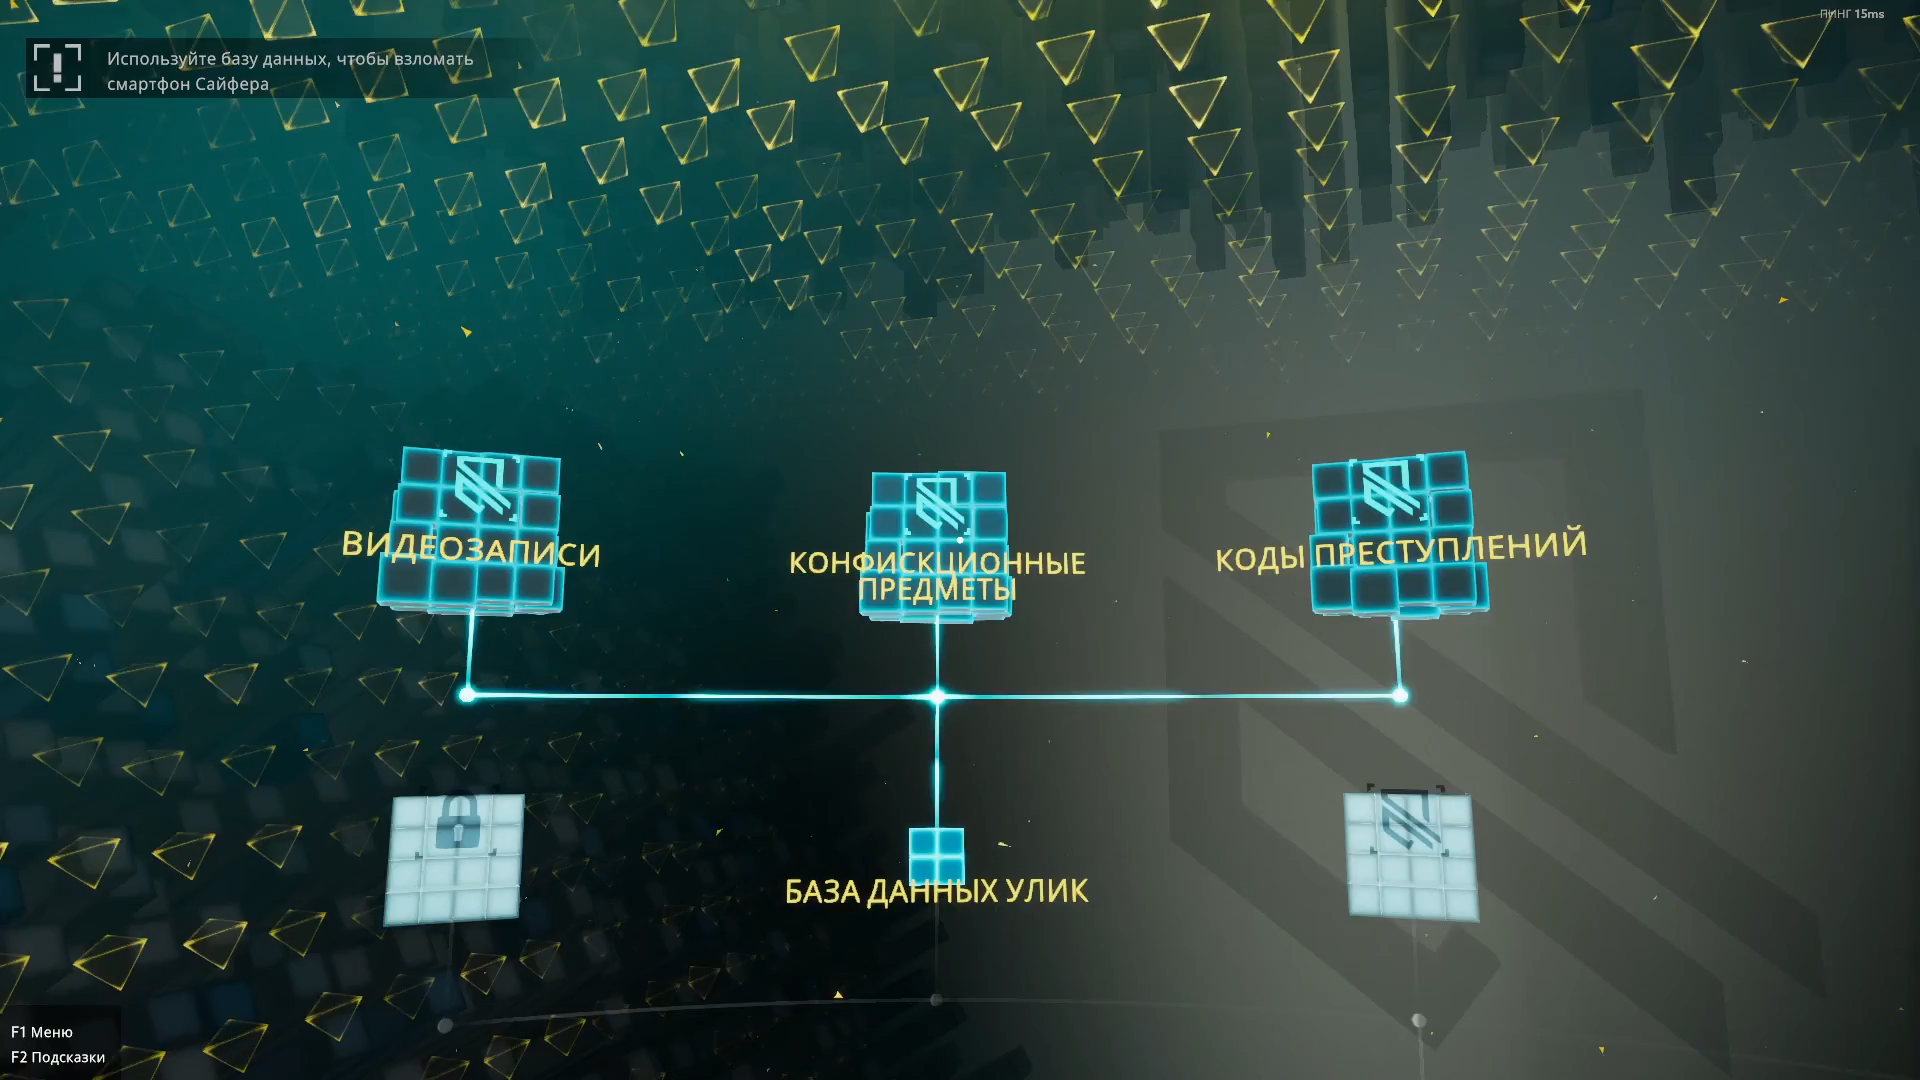 ПИНГ 15ms
Используйте базу данных, чтобы взломать
смартфон Сайфера
ВИДЕОЗАПИСИ
КОНФИСКЦИОННЫЕ
ПРЕДМЕТЫ
КОДЫ ПРЕСТУПЛЕНИЙ
БАЗА ДАННЫХ УЛИК
F1 Меню
F2 Подсказки